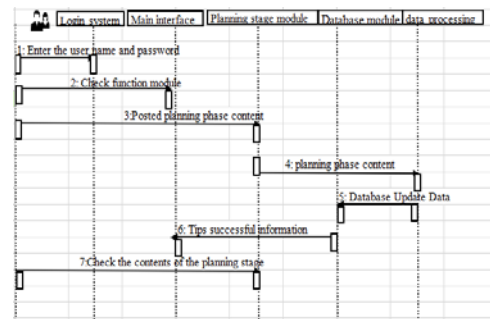 Login system
Main interface
Planning stage module
Database module
data processing
1: Enter the user name and password
2: Check function module
3:Posted planning phase content
4: planning phase content
5: Database Update Data
6: Tips successful information
7:Check the contents of the planning stage